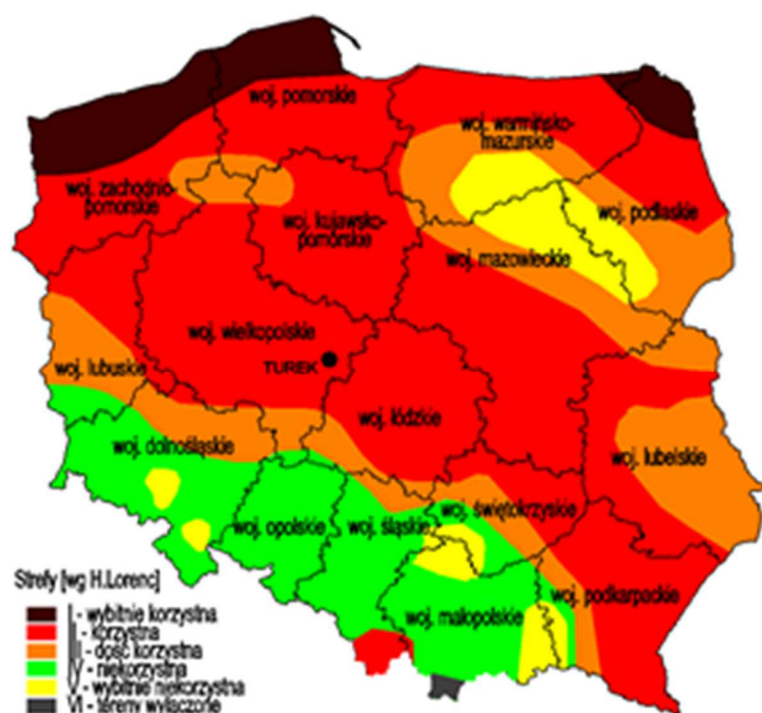 woj. pomorskie
woj. warmińsko-
mazurskie
woj. zachodnio-
pomorskie
woj. podlaskie
woj. kujawsko-
pomorskie
woj. mazowieckie
woj. wielkopolskie
TUREK
woj. lubuskie
woj. łódzkie
woj. dolnośląskie
woj. lubelskie
woj. świętokrzyskie
woj. opolskie
woj. śląskie
woj. podkarpackie
woj. małopolskie
Strefy [wg H.Lorenc]
I - wybitnie korzystna
II - korzystna
III - dość korzystna
IV - niekorzystna
V - wybitnie niekorzystna
VI - tereny wyłączone